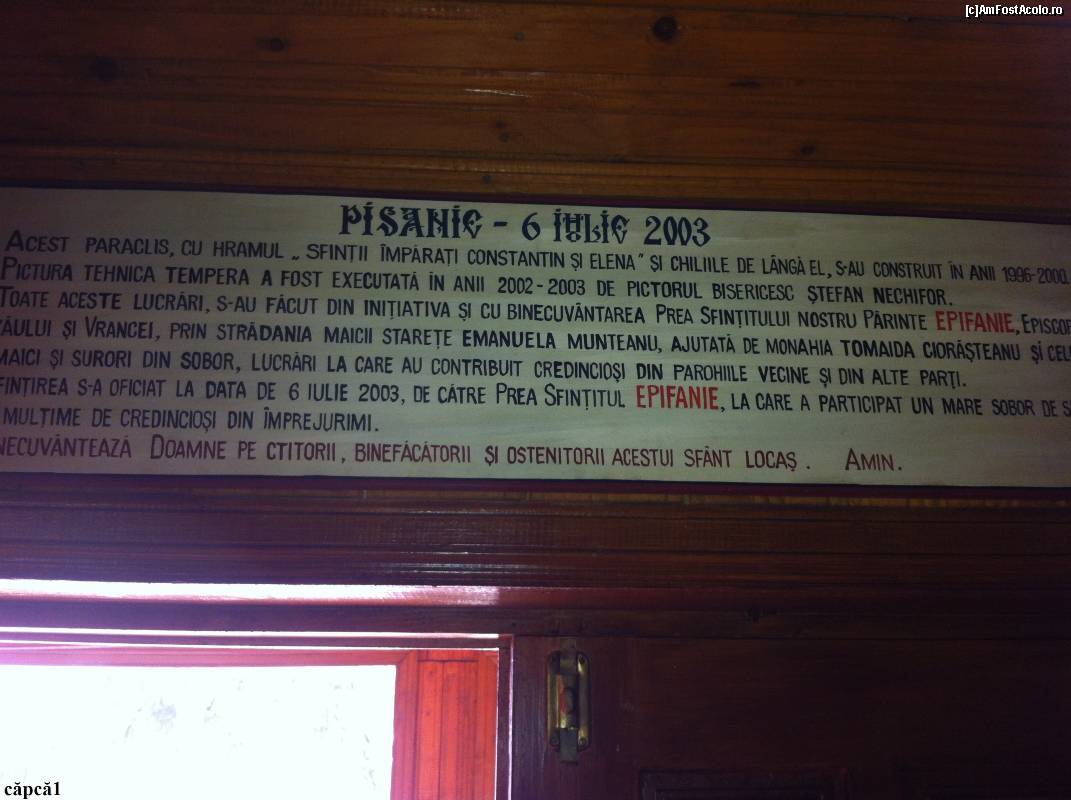 [c]AmFostAcolo.ro
PISANIE - 6 IULIE 2003
ACEST PARACLIS, CU HRAMUL „SFINȚII ÎMPĂRAȚI CONSTANTIN ȘI ELENA" ȘI CHILIILE DE LÂNGĂ EL, S-AU CONSTRUIT ÎN ANII 1996-2000.
PICTURA TEHNICA TEMPERA A FOST EXECUTATĂ ÎN ANII 2002-2003 DE PICTORUL BISERICESC ȘTEFAN NECHIFOR.
TOATE ACESTE LUCRĂRI, S-AU FĂCUT DIN INIȚIATIVA ȘI CU BINECUVÂNTAREA PREA SFINȚITULUI NOSTRU PĂRINTE EPIFANIE, EPISCOP
ZĂULUI ȘI VRANCEI, PRIN STRĂDANIA MAICII STAREȚE EMANUELA MUNTEANU, AJUTATĂ DE MONAHIA TOMAIDA CIORĂȘTEANU ȘI CEL
MAICI ȘI SURORI DIN SOBOR, LUCRĂRI LA CARE AU CONTRIBUIT CREDINCIOȘI DIN PAROHIILE VECINE ȘI DIN ALTE PĂRȚI.
FINȚIREA S-A OFICIAT LA DATA DE 6 IULIE 2003, DE CĂTRE PREA SFINȚITUL EPIFANIE, LA CARE A PARTICIPAT UN MARE SOBOR DE S
MULȚIME DE CREDINCIOȘI DIN ÎMPREJURIMI.
NECUVÂNTEAZĂ DOAMNE PE CTITORII, BINEFĂCĂTORII ȘI OSTENITORII ACESTUI SFÂNT LOCAȘ. AMIN.
căpcă1